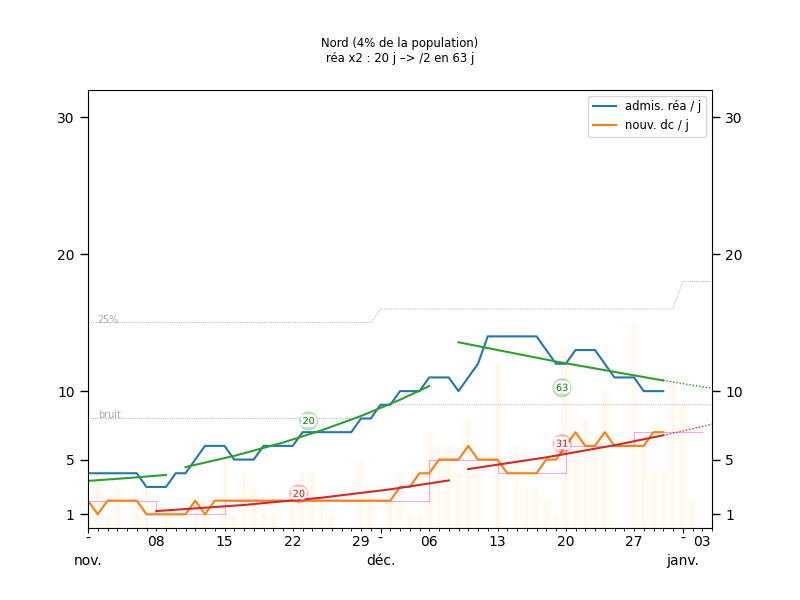 Nord (4% de la population)
réa x2 : 20 j –> /2 en 63 j
admis. réa / j
nouv. dc / j
30 30
20 20
25%
10 10
bruit
20
63
31
5 5
20
1 1
- 08 15 22 29 - 06 13 20 27 - 03
nov. déc. janv.